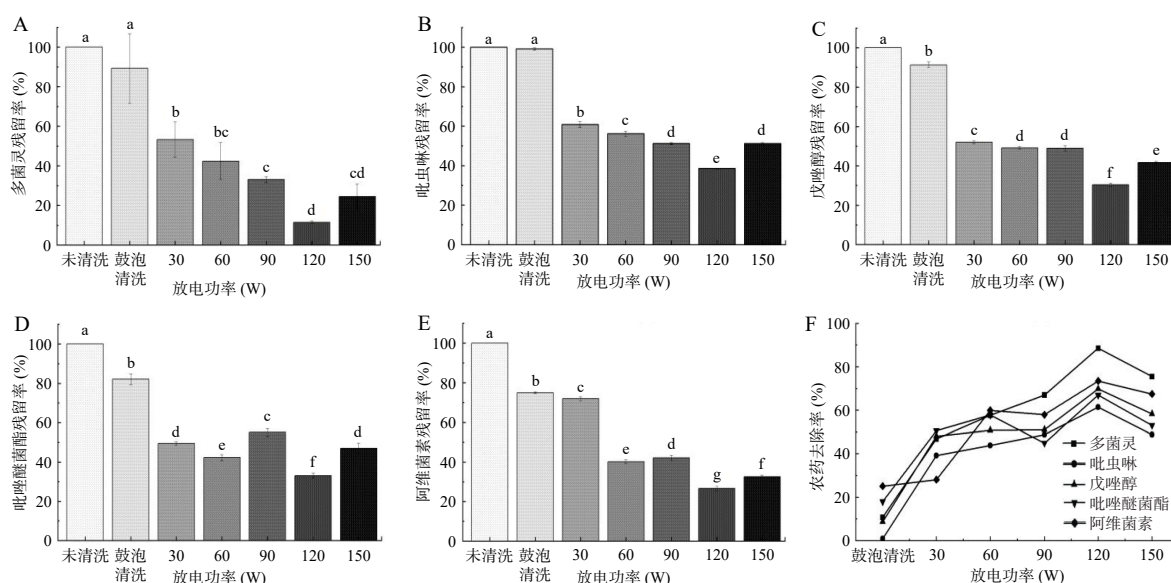 A
多菌灵残留率 (%)
100
80
60
40
20
0
a
a
b
bc
c
d
cd
未清洗
鼓泡
清洗
30
60
90
120
150
放电功率 (W)
B
吡虫啉残留率 (%)
100
80
60
40
20
0
a
a
b
c
d
e
d
未清洗
鼓泡
清洗
30
60
90
120
150
放电功率 (W)
C
戊唑醇残留率 (%)
100
80
60
40
20
0
a
b
c
d
d
f
e
未清洗
鼓泡
清洗
30
60
90
120
150
放电功率 (W)
D
吡唑醚菌酯残留率 (%)
100
80
60
40
20
0
a
b
d
e
c
f
d
未清洗
鼓泡
清洗
30
60
90
120
150
放电功率 (W)
E
阿维菌素残留率 (%)
100
80
60
40
20
0
a
b
c
e
d
g
f
未清洗
鼓泡
清洗
30
60
90
120
150
放电功率 (W)
F
农药去除率 (%)
100
80
60
40
20
0
多菌灵
吡虫啉
戊唑醇
吡唑醚菌酯
阿维菌素
鼓泡清洗
30
60
90
120
150
放电功率 (W)